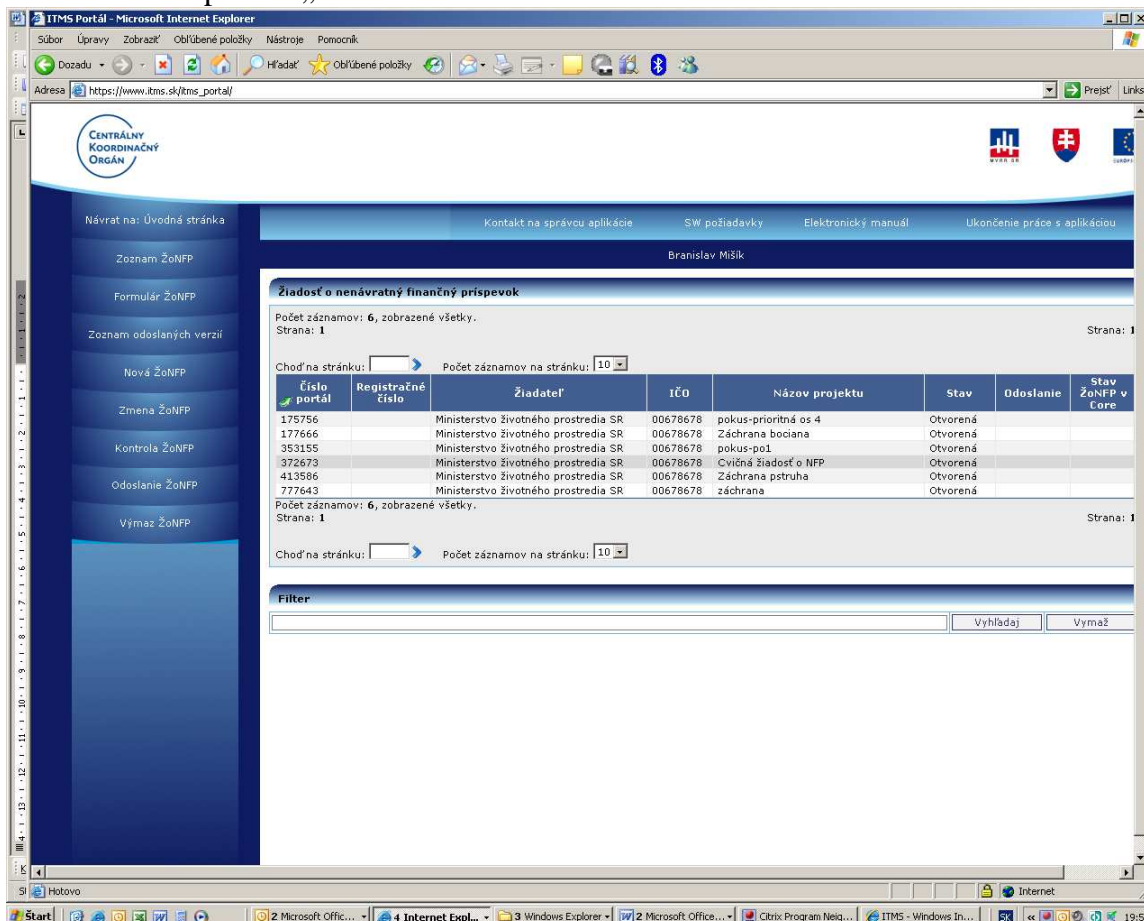 ITMS Portál - Microsoft Internet Explorer
Súbor Úpravy Zobraziť Obľúbené položky Nástroje Pomocník
Dozadu Hľadať Obľúbené položky
Adresa https://www.itms.sk/itms_portal/ Prejsť Links
CENTRÁLNY
KOORDINAČNÝ
ORGÁN
MVRR SR
Návrat na: Úvodná stránka
Kontakt na správcu aplikácie SW požiadavky Elektronický manuál Ukončenie práce s aplikáciou
Zoznam ŽoNFP
Branislav Mišík
Formulár ŽoNFP
Zoznam odoslaných verzií
Nová ŽoNFP
Zmena ŽoNFP
Kontrola ŽoNFP
Odoslanie ŽoNFP
Výmaz ŽoNFP
Žiadosť o nenávratný finančný príspevok
Počet záznamov: 6, zobrazené všetky.
Strana: 1 Strana: 1
Choď na stránku: Počet záznamov na stránku: 10
Číslo portál Registračné číslo Žiadateľ IČO Názov projektu Stav Odoslanie Stav ŽoNFP v Core
175756 Ministerstvo životného prostredia SR 00678678 pokus-prioritná os 4 Otvorená
177666 Ministerstvo životného prostredia SR 00678678 Záchrana bociana Otvorená
353155 Ministerstvo životného prostredia SR 00678678 pokus-po1 Otvorená
372673 Ministerstvo životného prostredia SR 00678678 Cvičná žiadosť o NFP Otvorená
413586 Ministerstvo životného prostredia SR 00678678 Záchrana pstruha Otvorená
777643 Ministerstvo životného prostredia SR 00678678 záchrana Otvorená
Počet záznamov: 6, zobrazené všetky.
Strana: 1 Strana: 1
Choď na stránku: Počet záznamov na stránku: 10
Filter
Vyhľadaj Vymaž
Hotovo Internet
Štart 2 Microsoft Offic... 4 Internet Expl... 3 Windows Explorer 2 Microsoft Office... Citrix Program Neig... ITMS - Windows In... SK